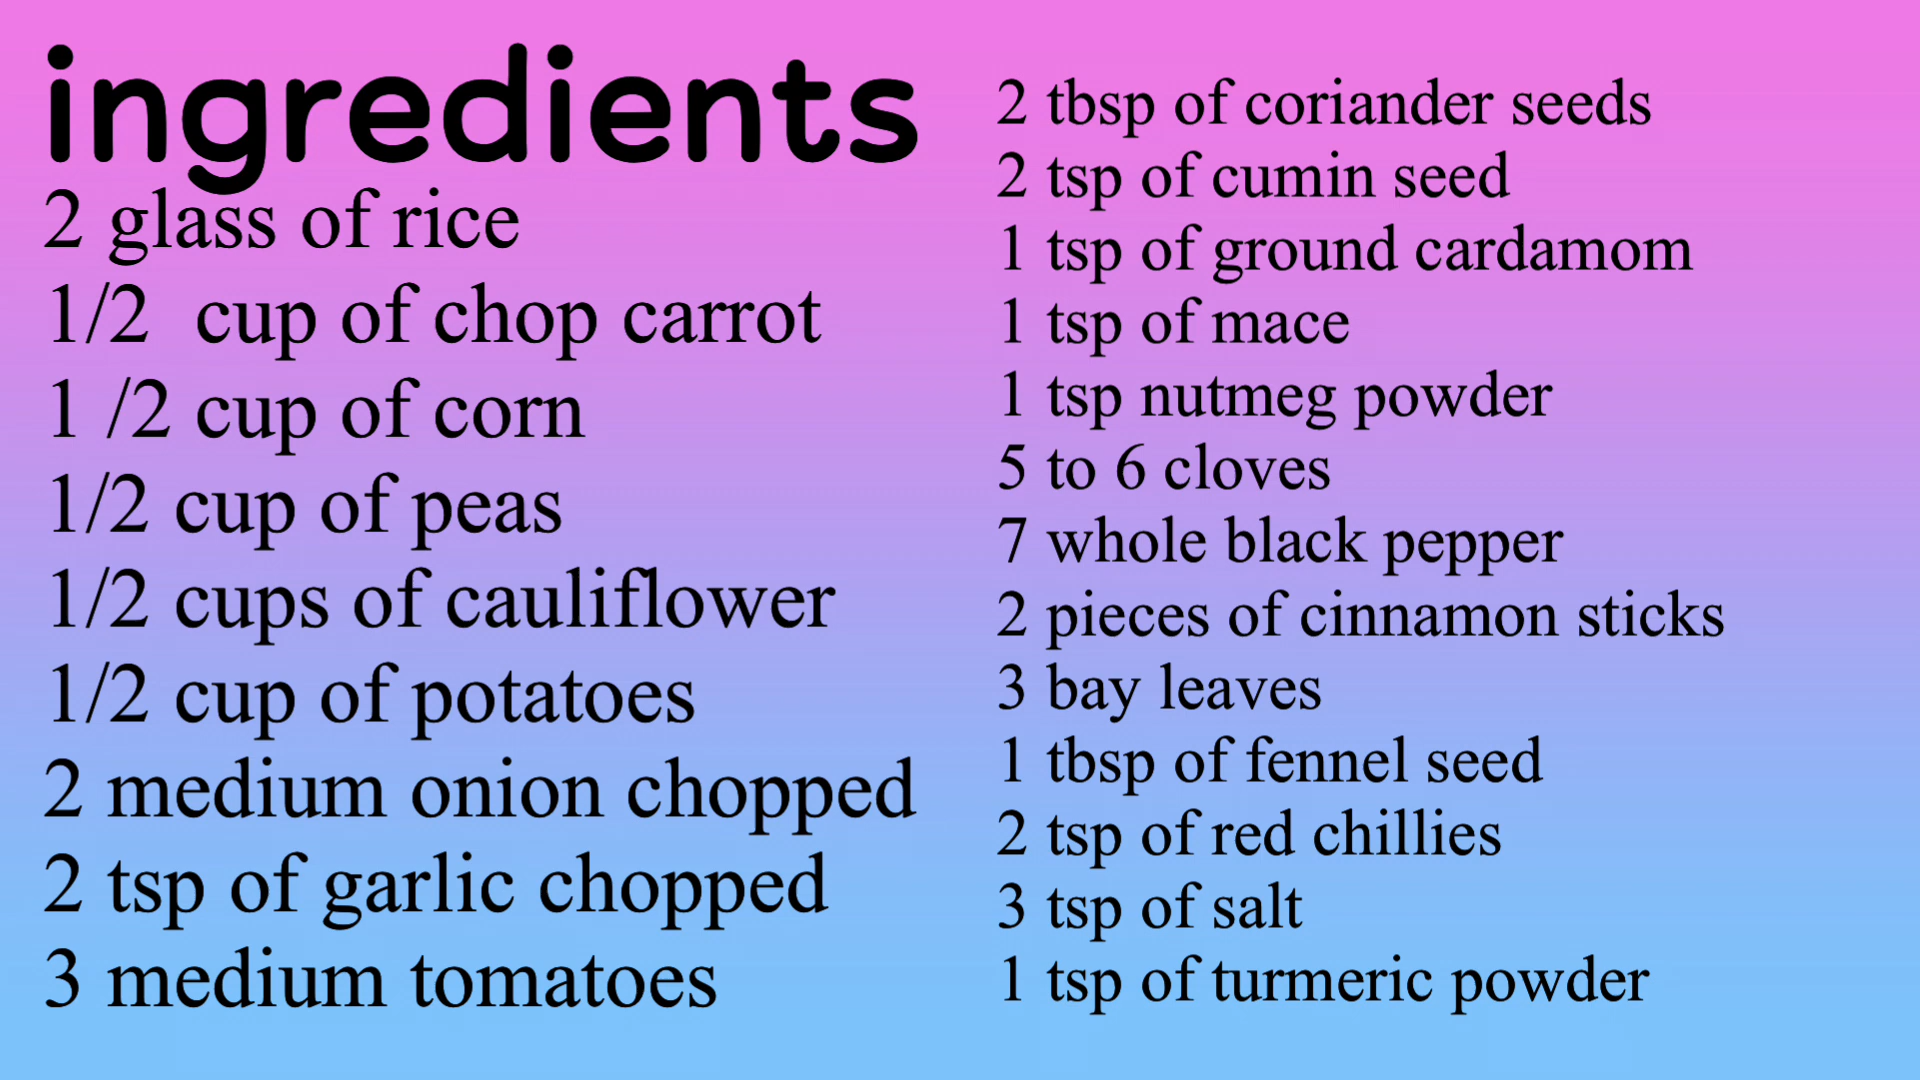 ingredients
2 glass of rice
1/2  cup of chop carrot
1 /2 cup of corn
1/2 cup of peas
1/2 cups of cauliflower
1/2 cup of potatoes
2 medium onion chopped
2 tsp of garlic chopped
3 medium tomatoes
2 tbsp of coriander seeds
2 tsp of cumin seed
1 tsp of ground cardamom
1 tsp of mace
1 tsp nutmeg powder
5 to 6 cloves
7 whole black pepper
2 pieces of cinnamon sticks
3 bay leaves
1 tbsp of fennel seed
2 tsp of red chillies
3 tsp of salt
1 tsp of turmeric powder